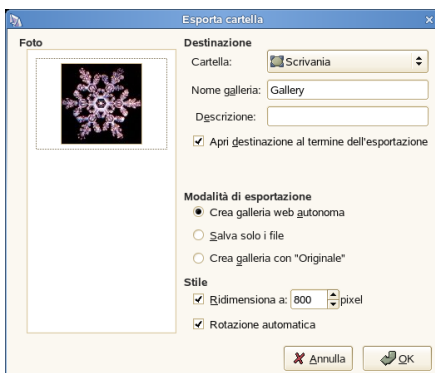 Esporta cartella
Foto
Destinazione
Cartella: Scrivania
Nome galleria: Gallery
Descrizione:
Apri destinazione al termine dell'esportazione
Modalità di esportazione
Crea galleria web autonoma
Salva solo i file
Crea galleria con "Originale"
Stile
Ridimensiona a: 800 pixel
Rotazione automatica
Annulla OK